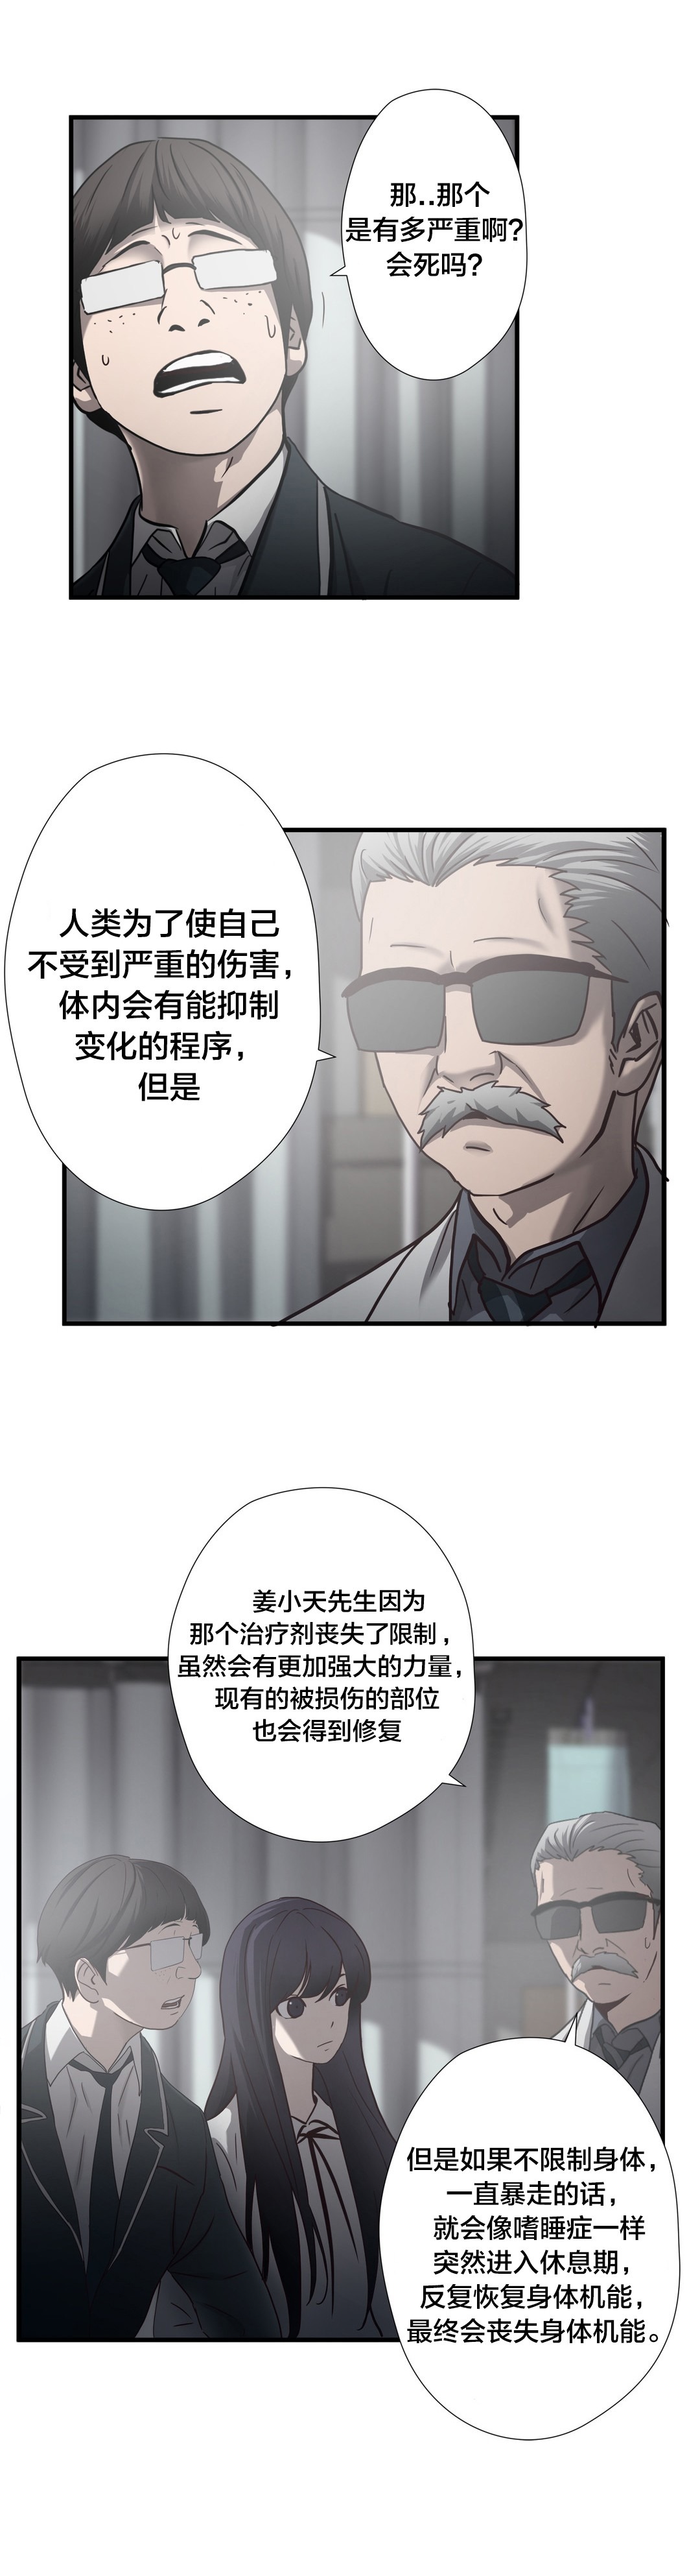 那..那个
是有多严重啊?
会死吗?
人类为了使自己
不受到严重的伤害，
体内会有能抑制
变化的程序，
但是
姜小天先生因为
那个治疗剂丧失了限制，
虽然会有更加强大的力量，
现有的被损伤的部位
也会得到修复
但是如果不限制身体，
一直暴走的话，
就会像嗜睡症一样
突然进入休息期，
反复恢复身体机能，
最终会丧失身体机能。